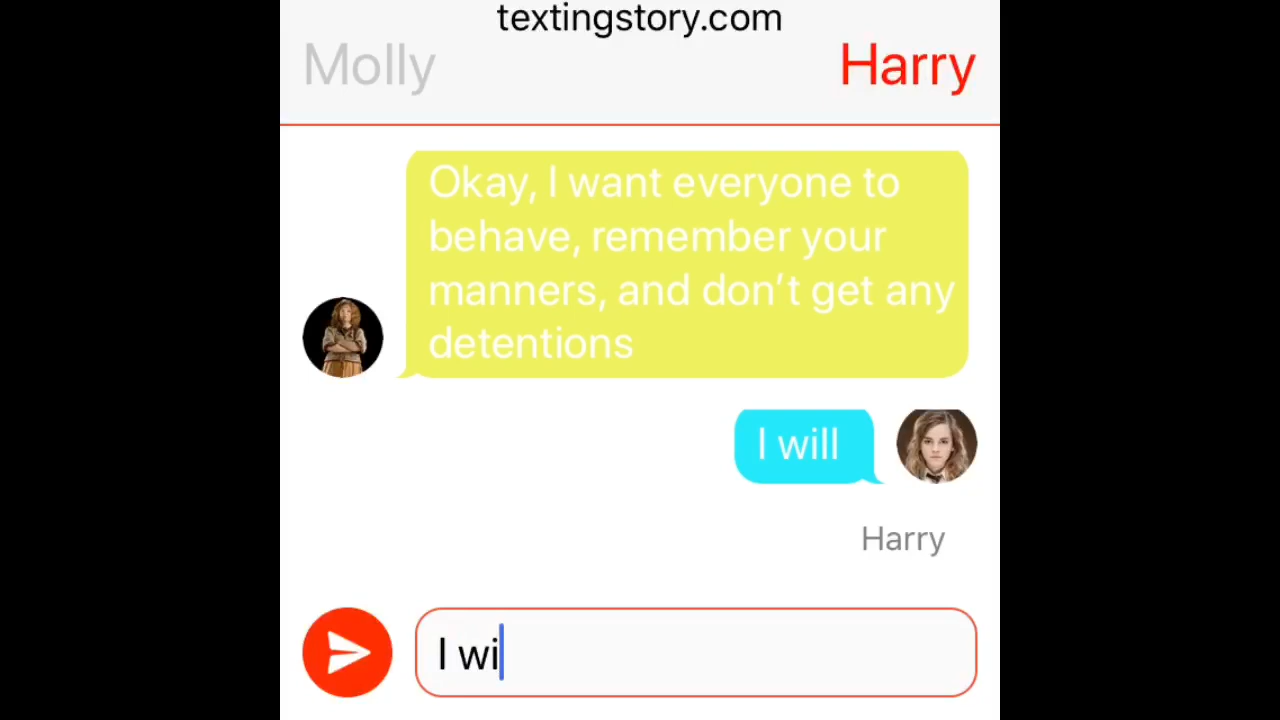 textingstory.com
Molly
Harry
Okay, I want everyone to
behave, remember your
manners, and don’t get any
detentions
I will
Harry
I wi